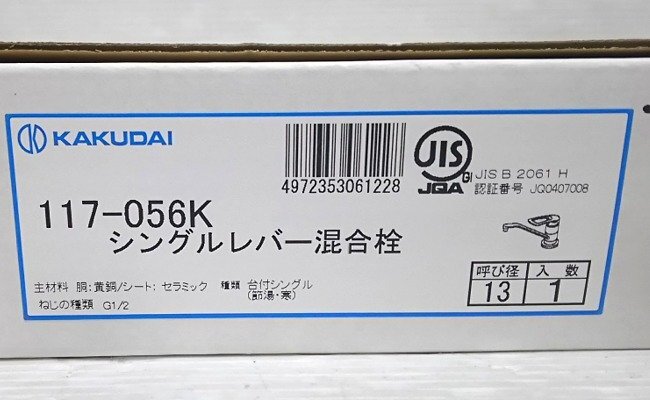 KAKUDAI
4972353061228
JIS
JQA
GI
JIS B 2061 H
認証番号 JQ0407008
117-056K
シングルレバー混合栓
主材料 胴:黄銅/シート:セラミック 種類 台付シングル
(節湯・寒)
ねじの種類 G1/2
呼び径 入数
13 1